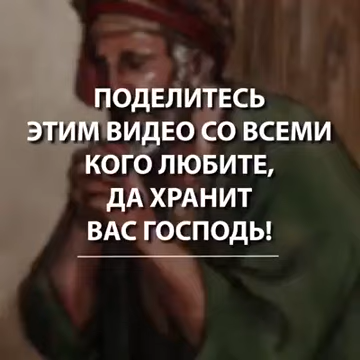 ПОДЕЛИТЕСЬ
ЭТИМ ВИДЕО СО ВСЕМИ
КОГО ЛЮБИТЕ,
ДА ХРАНИТ
ВАС ГОСПОДЬ!